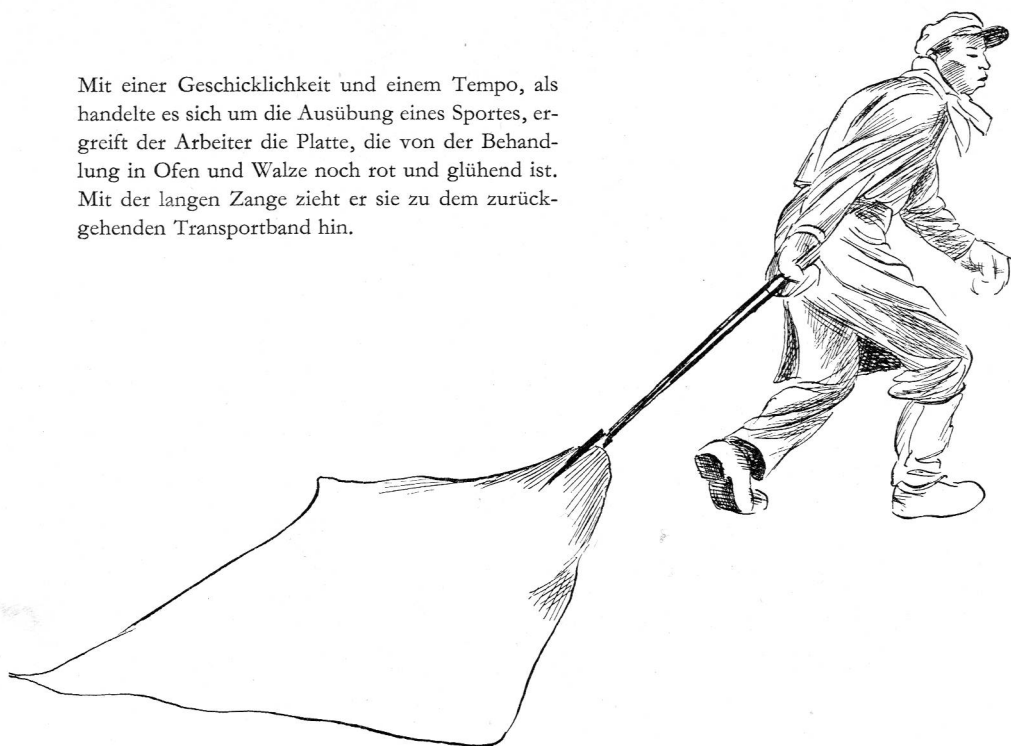 Mit einer Geschicklichkeit und einem Tempo, als
handelte es sich um die Ausübung eines Sportes, er-
greift der Arbeiter die Platte, die von der Behand-
lung in Ofen und Walze noch rot und glühend ist.
Mit der langen Zange zieht er sie zu dem zurück-
gehenden Transportband hin.